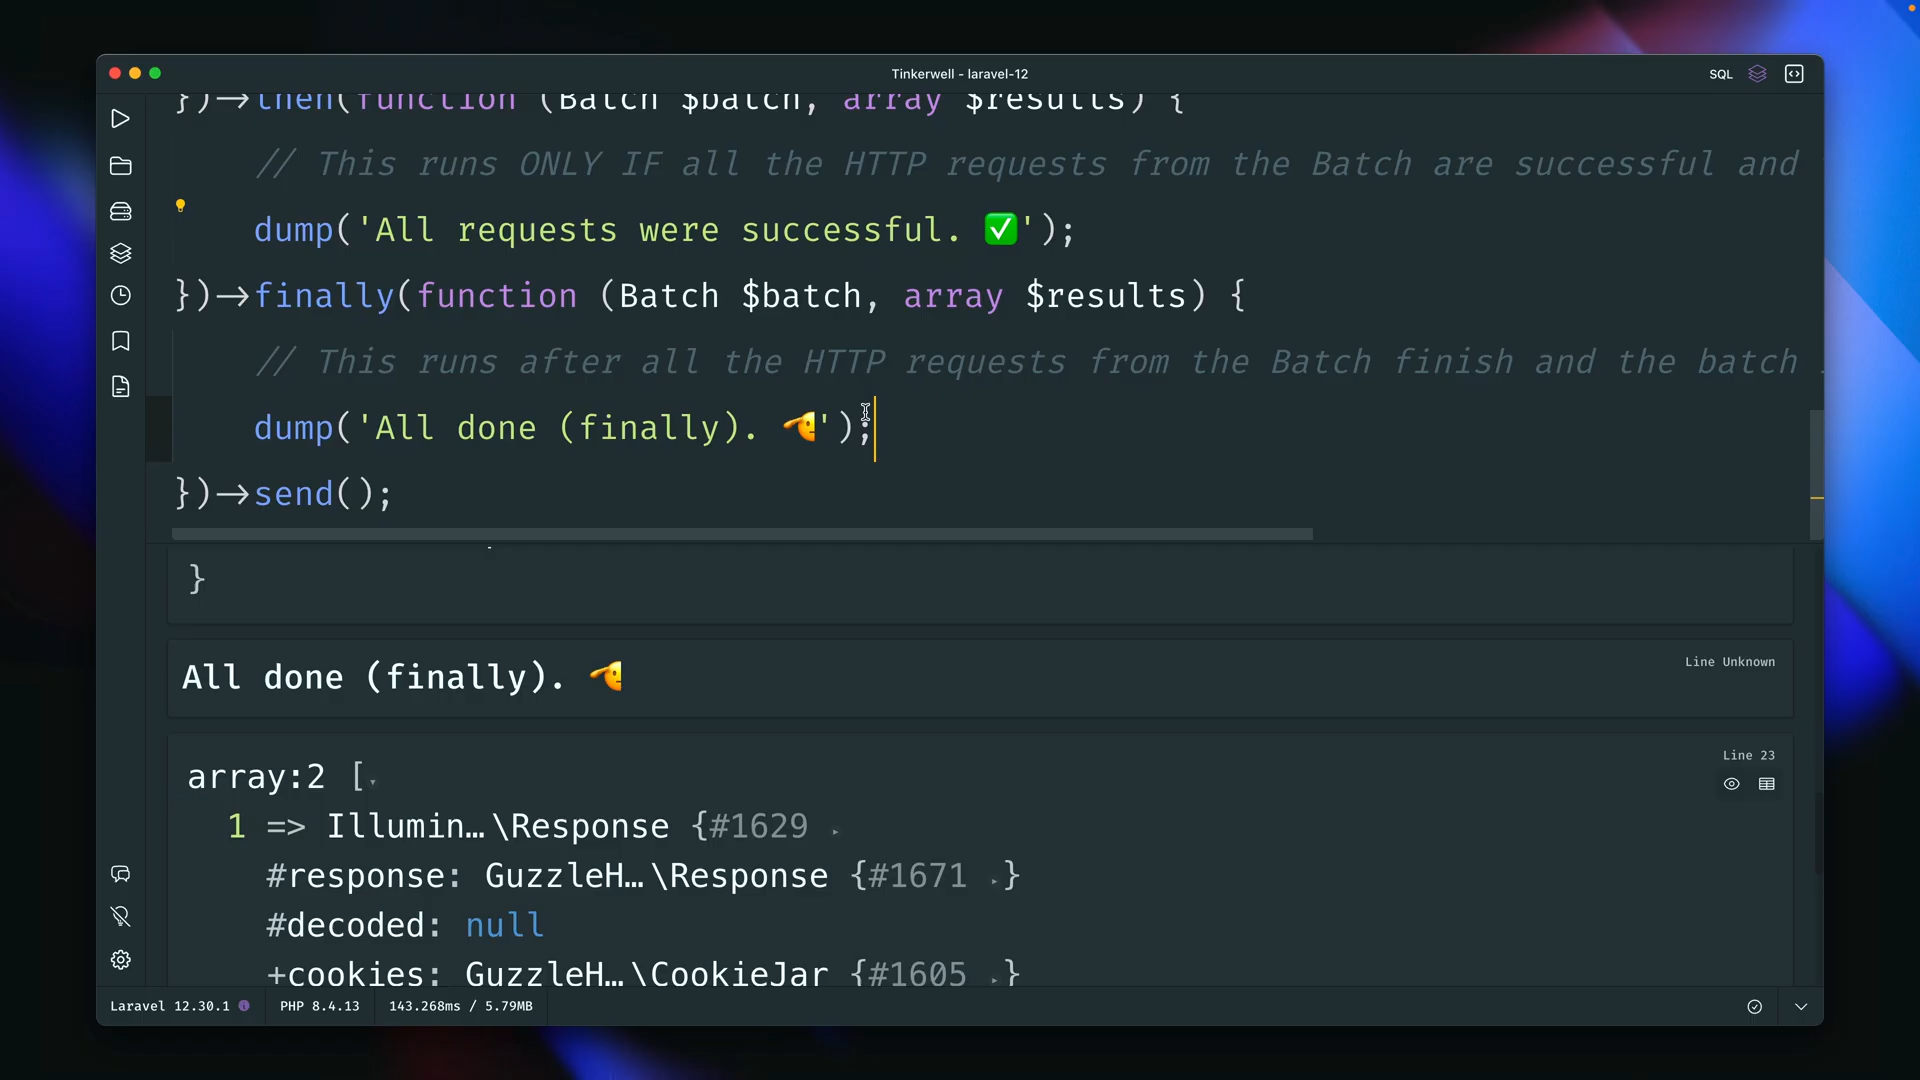 Tinkerwell - laravel-12
SQL
})->then(function (Batch $batch, array $results) {
// This runs ONLY IF all the HTTP requests from the Batch are successful and
dump('All requests were successful. ✅');
})->finally(function (Batch $batch, array $results) {
// This runs after all the HTTP requests from the Batch finish and the batch
dump('All done (finally). 🫡');
})->send();
}
All done (finally). 🫡
Line Unknown
array:2 [
Line 23
1 => Illumin…\Response {#1629
#response: GuzzleH…\Response {#1671 }
#decoded: null
+cookies: GuzzleH…\CookieJar {#1605 }
Laravel 12.30.1
PHP 8.4.13
143.268ms / 5.79MB